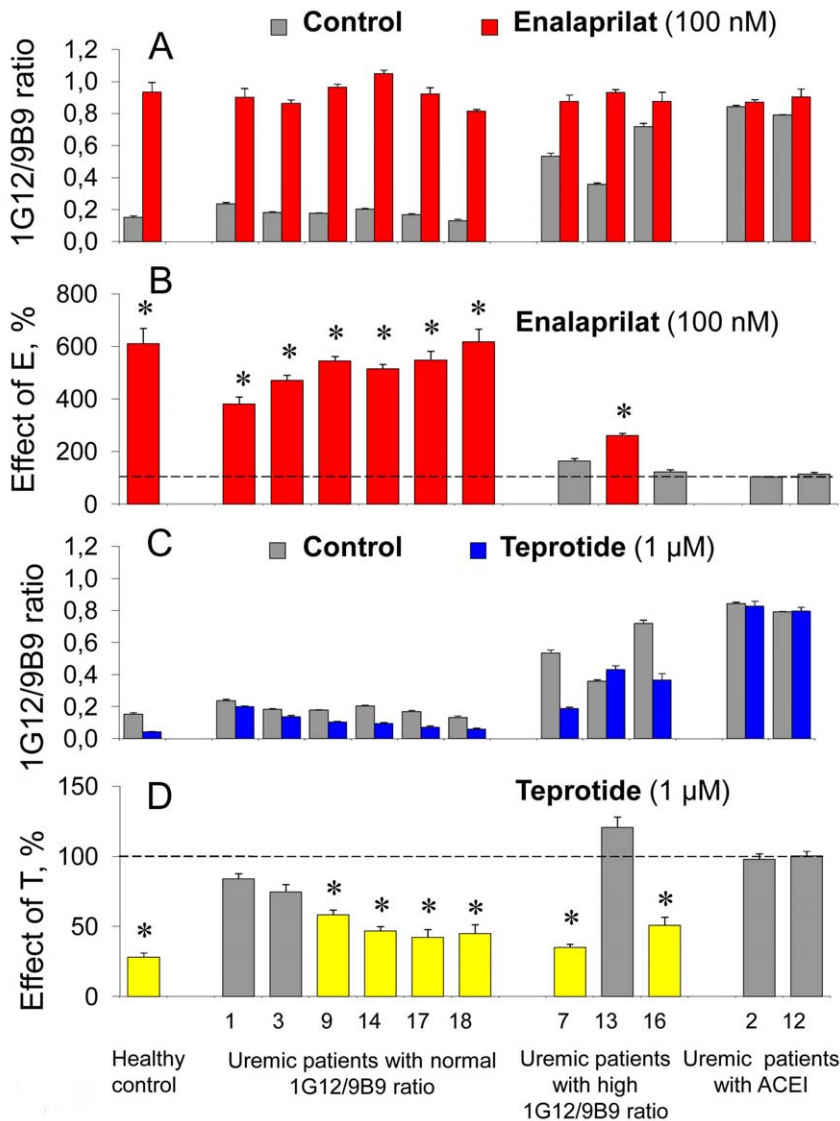 A
Control
Enalaprilat (100 nM)
1G12/9B9 ratio
1,2
1,0
0,8
0,6
0,4
0,2
0,0
B
Enalaprilat (100 nM)
Effect of E, %
800
600
400
200
0
* * * * * * * *
C
Control
Teprotide (1 µM)
1G12/9B9 ratio
1,2
1,0
0,8
0,6
0,4
0,2
0,0
D
Teprotide (1 µM)
Effect of T, %
150
100
50
0
* * * * * * *
1 3 9 14 17 18 7 13 16 2 12
Healthy
control
Uremic patients with normal
1G12/9B9 ratio
Uremic patients
with high
1G12/9B9 ratio
Uremic patients
with ACEI